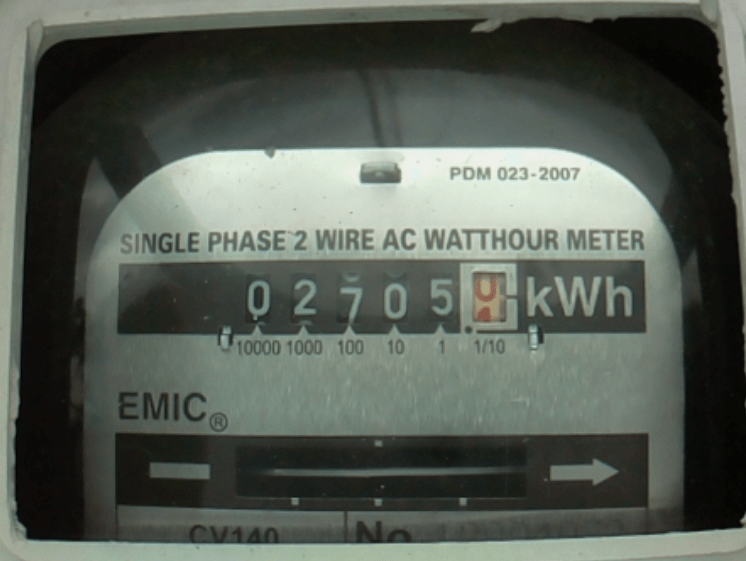 PDM 023-2007
SINGLE PHASE 2 WIRE AC WATTHOUR METER
0 2 7 0 5 kWh
10000 1000 100 10 1 1/10
EMIC®
CV140 No